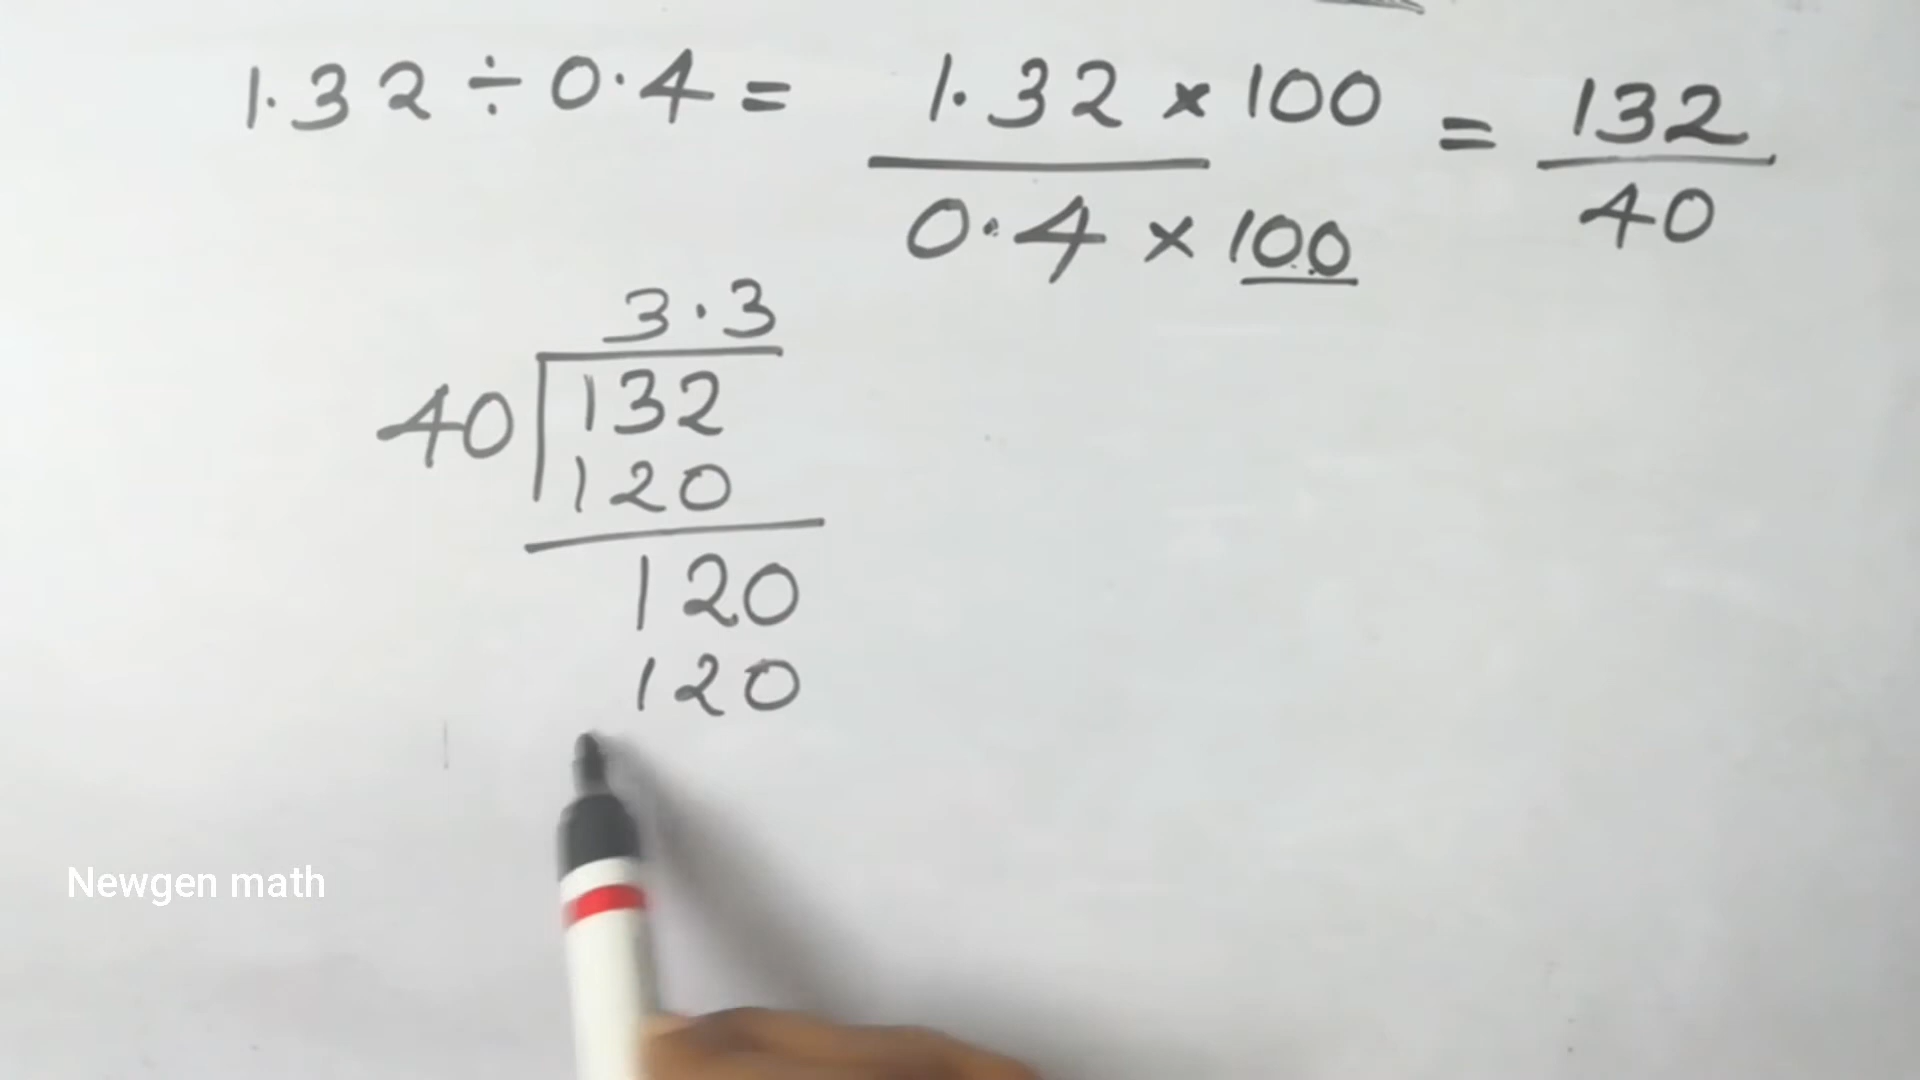 1.32 ÷ 0.4 = 1.32 × 100 / 0.4 × 100 = 132 / 40
3.3
40 132
120
120
120
Newgen math